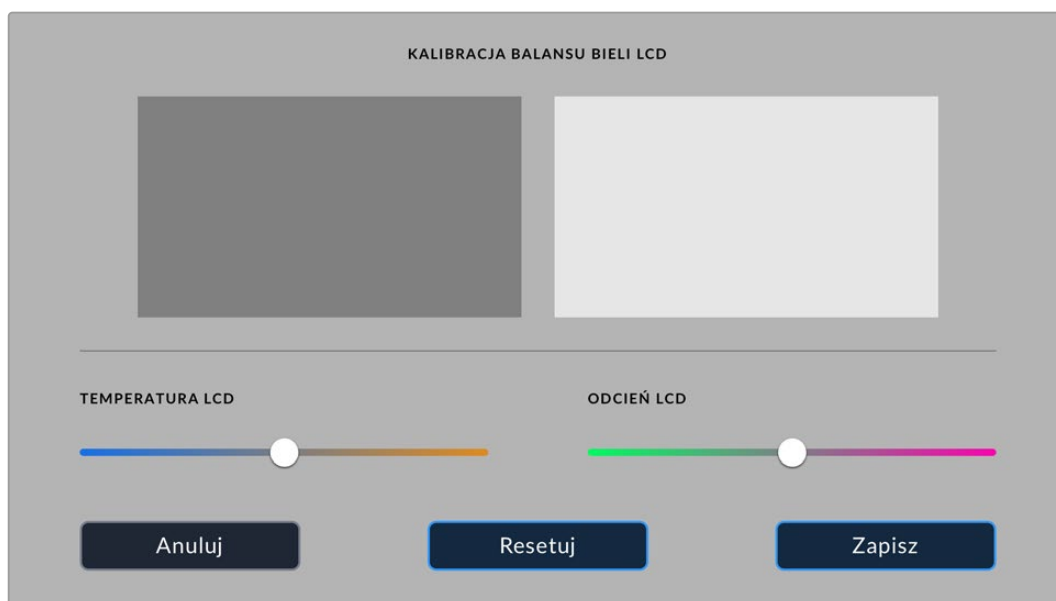 KALIBRACJA BALANSU BIELI LCD
TEMPERATURA LCD
ODCIEŃ LCD
Anuluj
Resetuj
Zapisz